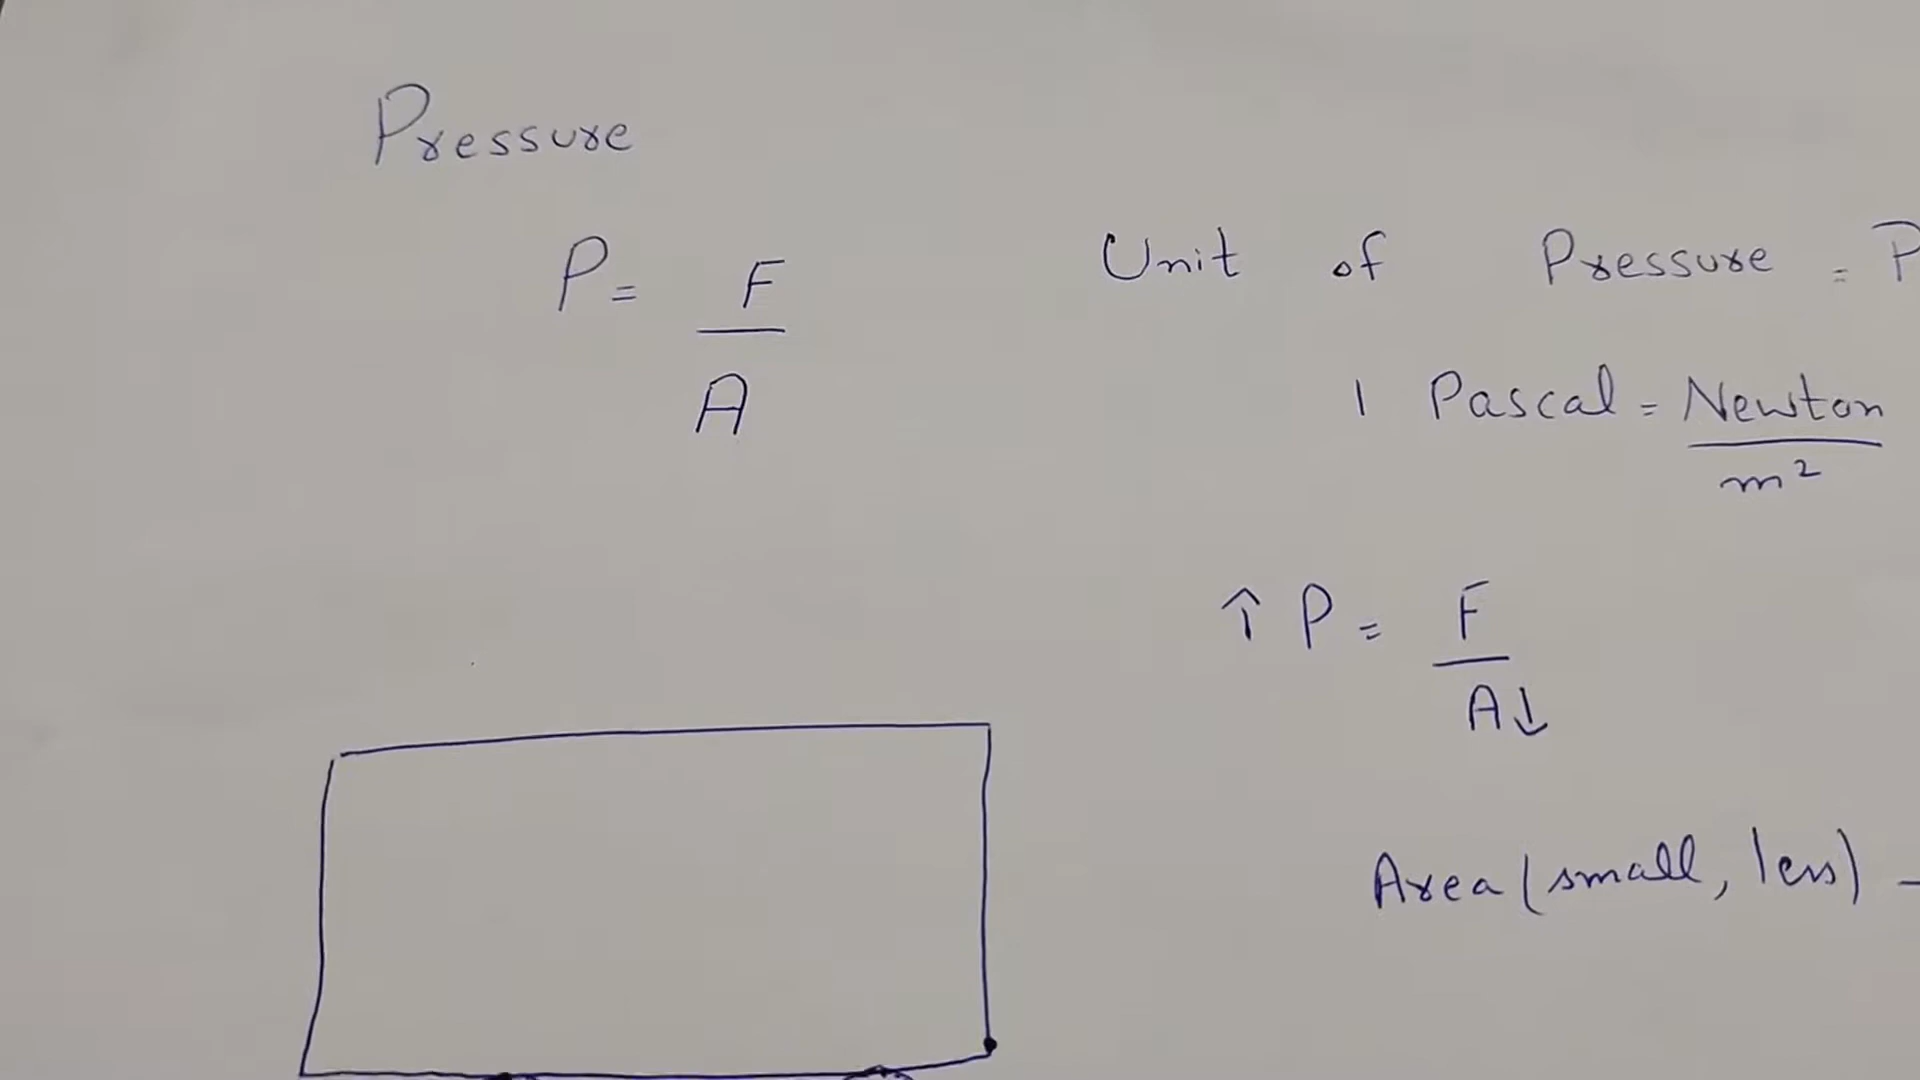 Pressure
P = F
A
Unit of Pressure = P
1 Pascal = Newton
m²
↑ P = F
A↓
Area (small, less) -